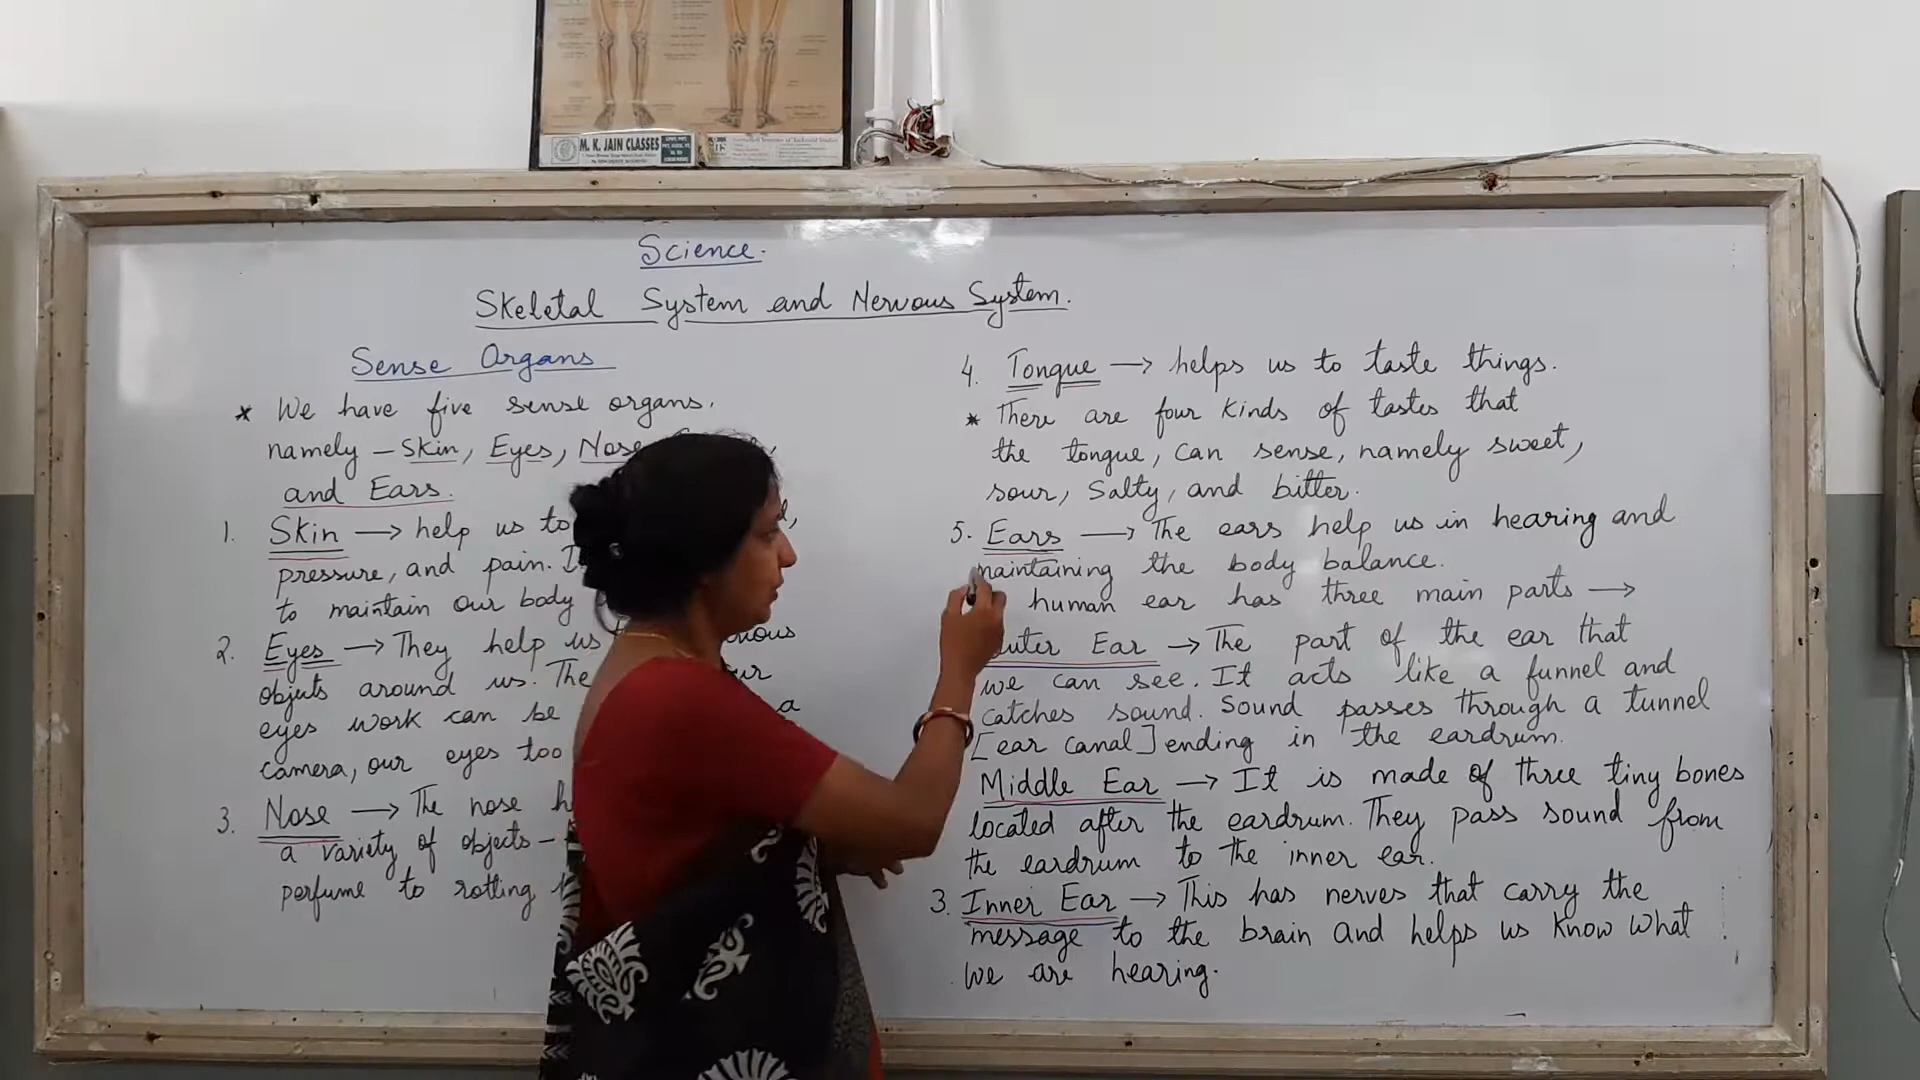 M. K. JAIN CLASSES
Science.
Skeletal System and Nervous System.
Sense Organs
* We have five sense organs,
namely – Skin, Eyes, Nose
and Ears.
1. Skin → help us to
pressure, and pain.
to maintain our body
2. Eyes → They help us
objects around us. The
eyes work can be a
camera, our eyes too
3. Nose → The nose
a variety of objects –
perfume to rotting
4. Tongue → helps us to taste things.
* There are four kinds of tastes that
the tongue, can sense, namely sweet,
sour, salty, and bitter.
5. Ears → The ears help us in hearing and
maintaining the body balance.
human ear has three main parts →
Outer Ear → The part of the ear that
we can see. It acts like a funnel and
catches sound. Sound passes through a tunnel
[ear canal] ending in the eardrum.
Middle Ear → It is made of three tiny bones
located after the eardrum. They pass sound from
the eardrum to the inner ear.
3. Inner Ear → This has nerves that carry the
message to the brain and helps us know what
we are hearing.